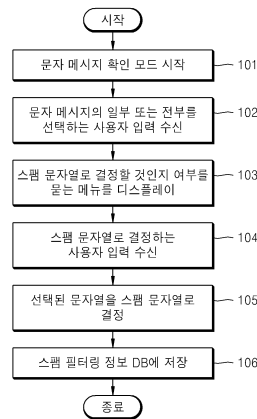 시작
문자 메시지 확인 모드 시작
101
문자 메시지의 일부 또는 전부를
선택하는 사용자 입력 수신
102
스팸 문자열로 결정할 것인지 여부를
묻는 메뉴를 디스플레이
103
스팸 문자열로 결정하는
사용자 입력 수신
104
선택된 문자열을 스팸 문자열로
결정
105
스팸 필터링 정보 DB에 저장
106
종료